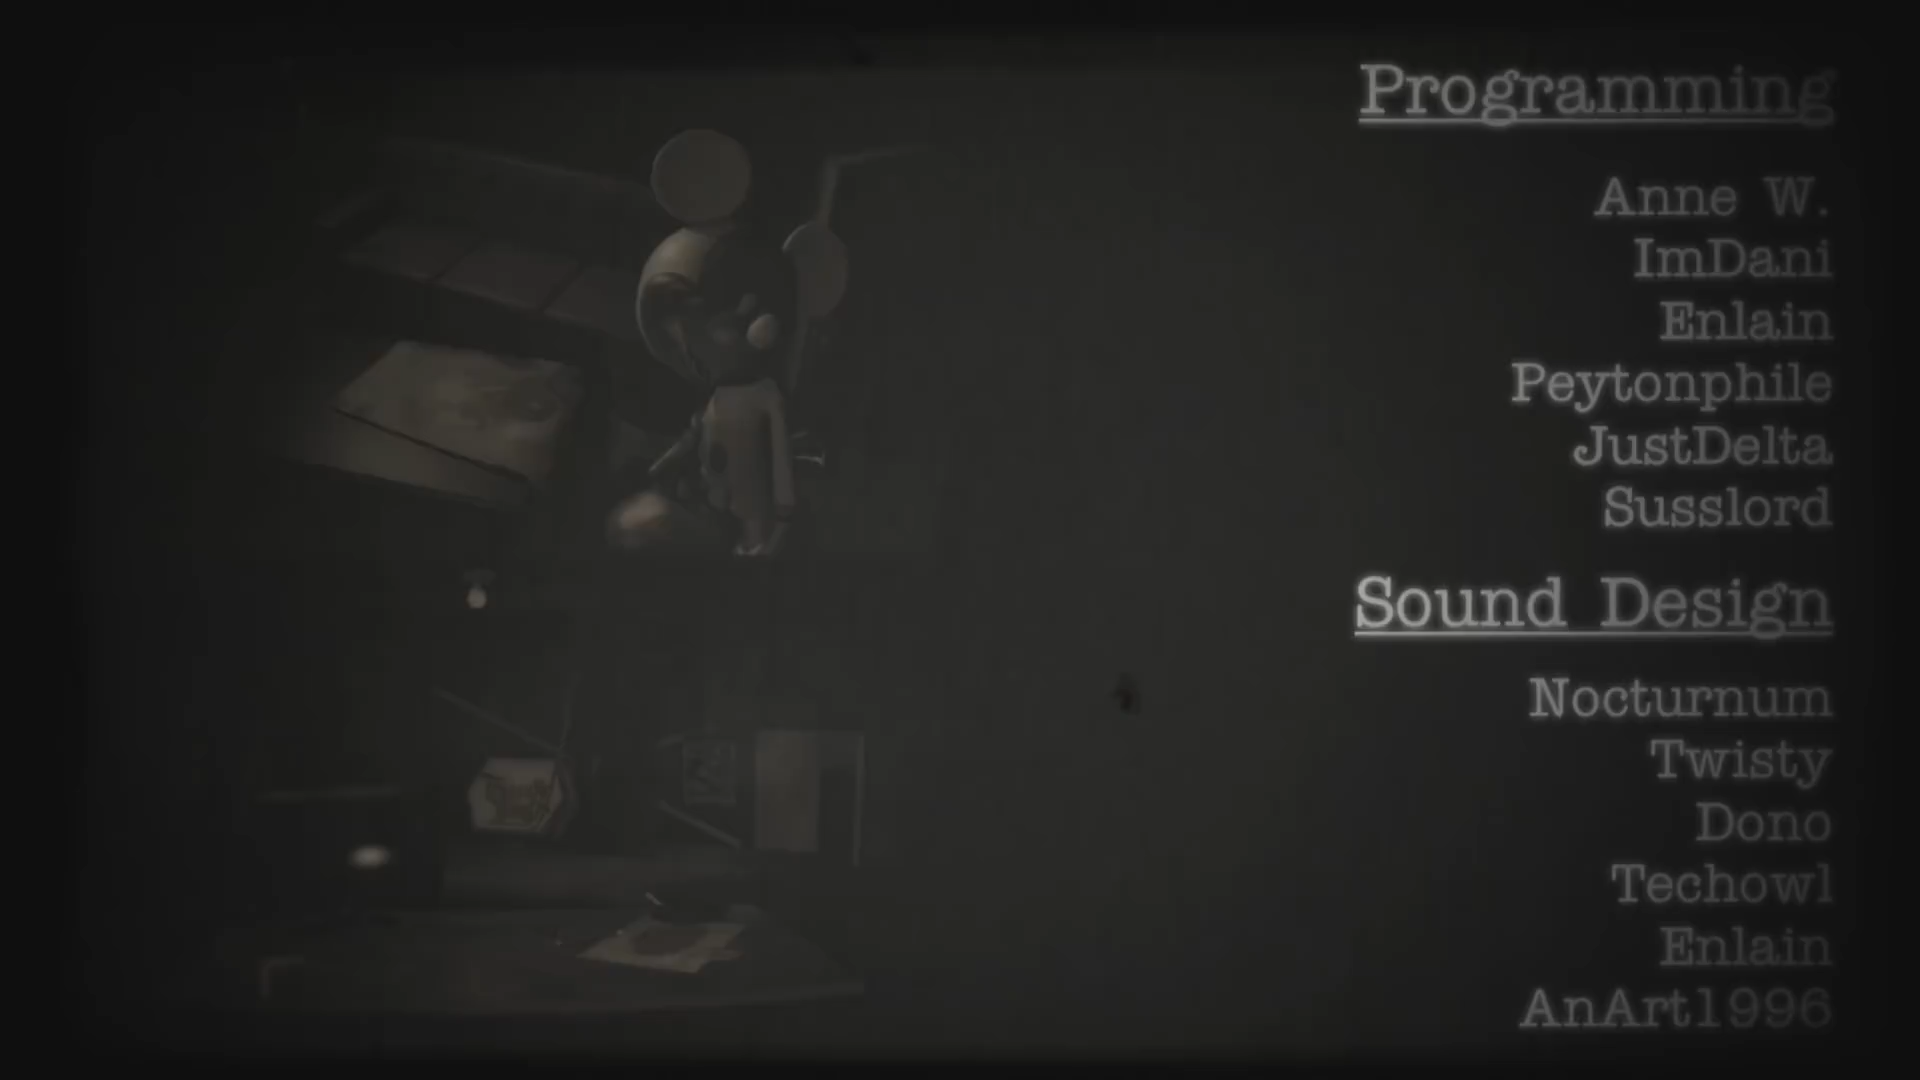 Programming
Anne W.
ImDani
Enlain
Peytonphile
JustDelta
Susslord
Sound Design
Nocturnum
Twisty
Dono
Techowl
Enlain
AnArt1996